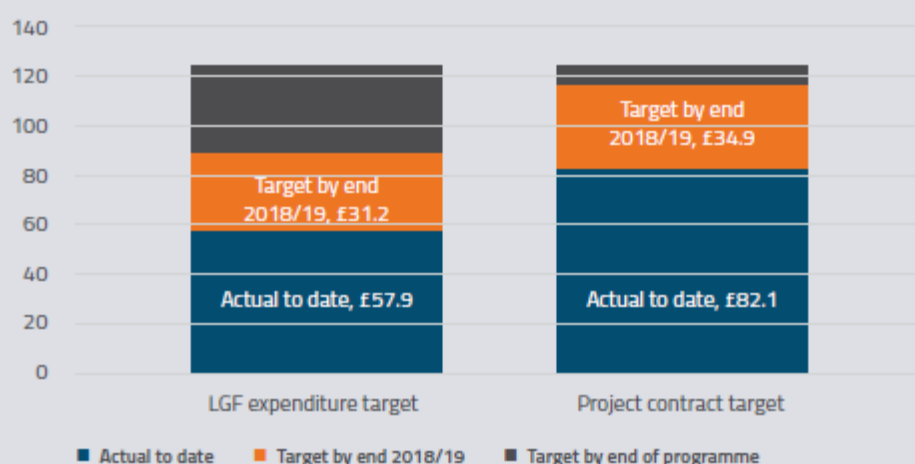 140
120
100
80
60
40
20
0
Target by end
2018/19, £31.2
Actual to date, £57.9
Target by end
2018/19, £34.9
Actual to date, £82.1
LGF expenditure target
Project contract target
Actual to date
Target by end 2018/19
Target by end of programme